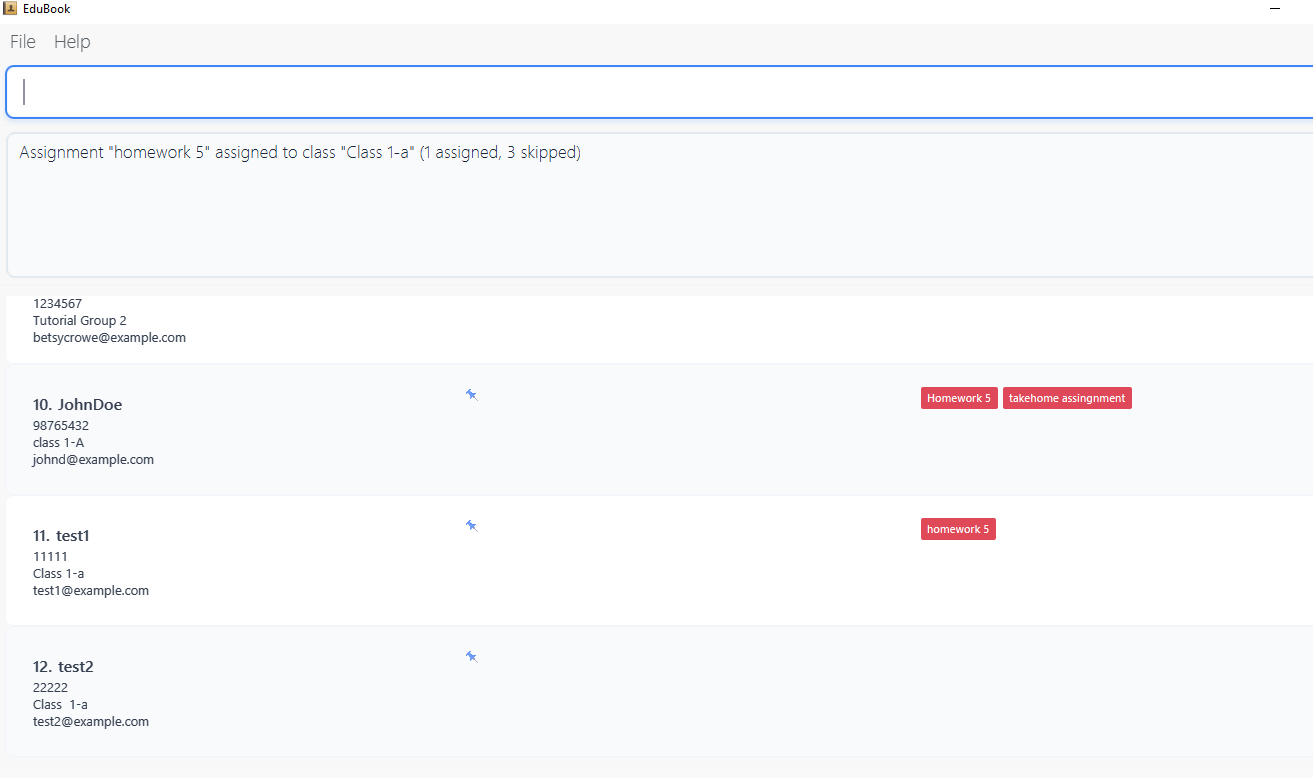 EduBook
File Help
Assignment "homework 5" assigned to class "Class 1-a" (1 assigned, 3 skipped)
1234567
Tutorial Group 2
betsycrowe@example.com
10. JohnDoe
Homework 5 takehome assingnment
98765432
class 1-A
johnd@example.com
11. test1
homework 5
11111
Class 1-a
test1@example.com
12. test2
22222
Class  1-a
test2@example.com